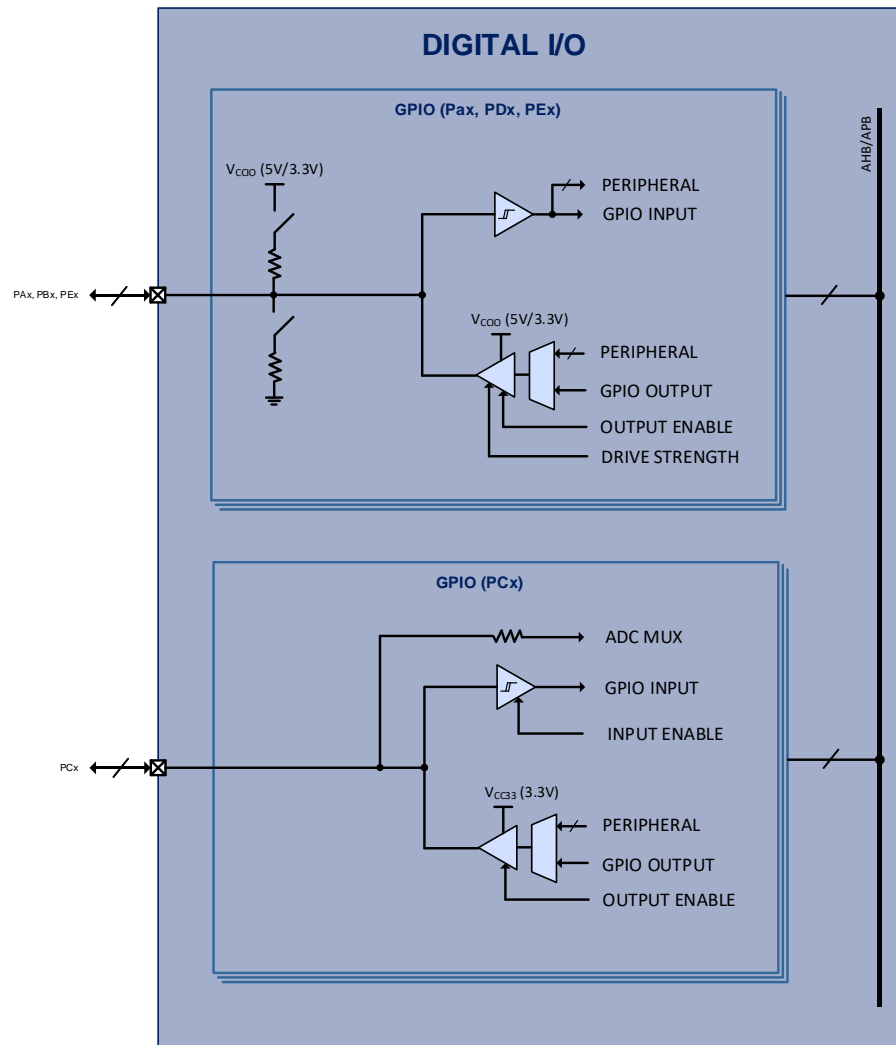 DIGITAL I/O
GPIO (Pax, PDx, PEx)
AHB/APB
VCCIO (5V/3.3V)
PERIPHERAL
GPIO INPUT
PAx, PBx, PEx
VCCIO (5V/3.3V)
PERIPHERAL
GPIO OUTPUT
OUTPUT ENABLE
DRIVE STRENGTH
GPIO (PCx)
ADC MUX
GPIO INPUT
INPUT ENABLE
PCx
VCC33 (3.3V)
PERIPHERAL
GPIO OUTPUT
OUTPUT ENABLE